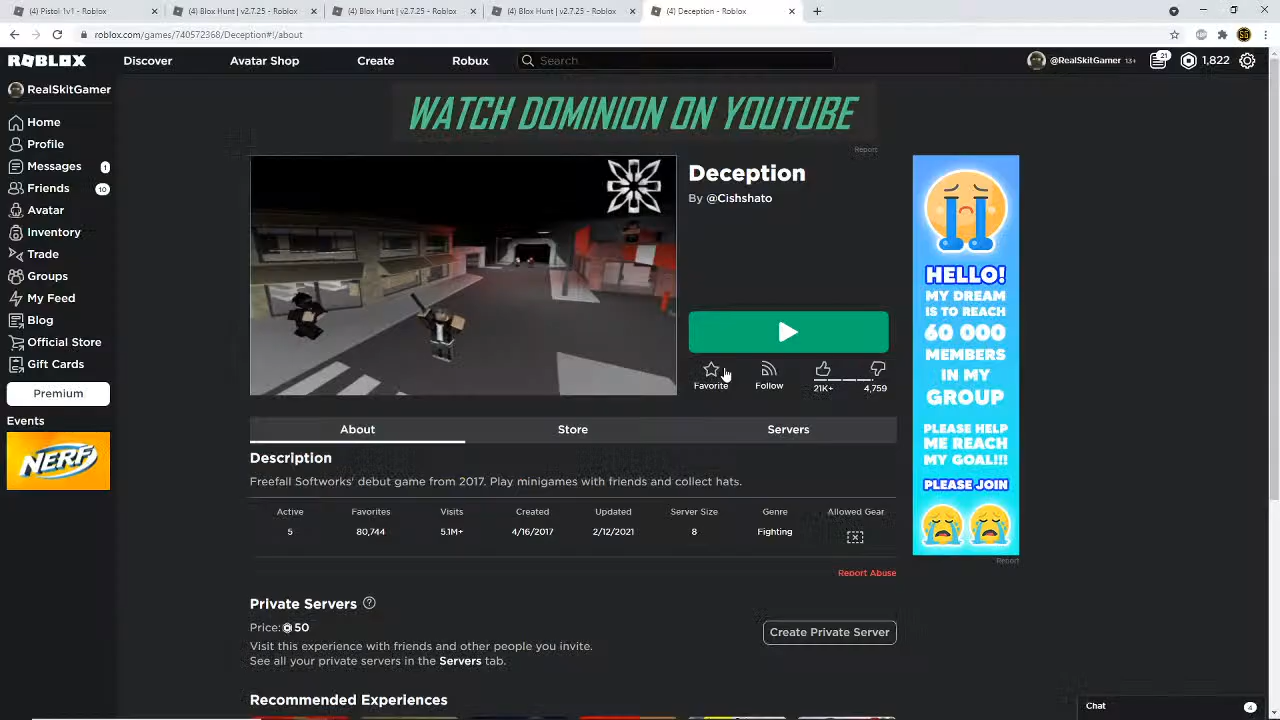 (4) Pistol 1v1 - Roblox
(4) Blox Hunt | v2.7.25 - Roblox
(4) Blox Hunt | v2.7.25 - Roblox
(4) Blox Hunt | v2.7.25 - Roblox
(4) Deception - Roblox
roblox.com/games/740572368/Deception#!/about
SG
ROBLOX
Discover
Avatar Shop
Create
Robux
Search
@RealSkitGamer 13+
21
1,822
RealSkitGamer
Home
Profile
Messages
1
Friends
10
Avatar
Inventory
Trade
Groups
My Feed
Blog
Official Store
Gift Cards
Premium
Events
NERF
WATCH DOMINION ON YOUTUBE
Report
Deception
By @Cishshato
Favorite
Follow
21K+
4,759
About
Store
Servers
Description
Freefall Softworks' debut game from 2017. Play minigames with friends and collect hats.
Active
Favorites
Visits
Created
Updated
Server Size
Genre
Allowed Gear
5
80,744
5.1M+
4/16/2017
2/12/2021
8
Fighting
Report Abuse
Private Servers
Price: 50
Visit this experience with friends and other people you invite.
See all your private servers in the Servers tab.
Create Private Server
Recommended Experiences
HELLO!
MY DREAM
IS TO REACH
60 000
MEMBERS
IN MY
GROUP
PLEASE HELP
ME REACH
MY GOAL!!!
PLEASE JOIN
Report
Chat
4